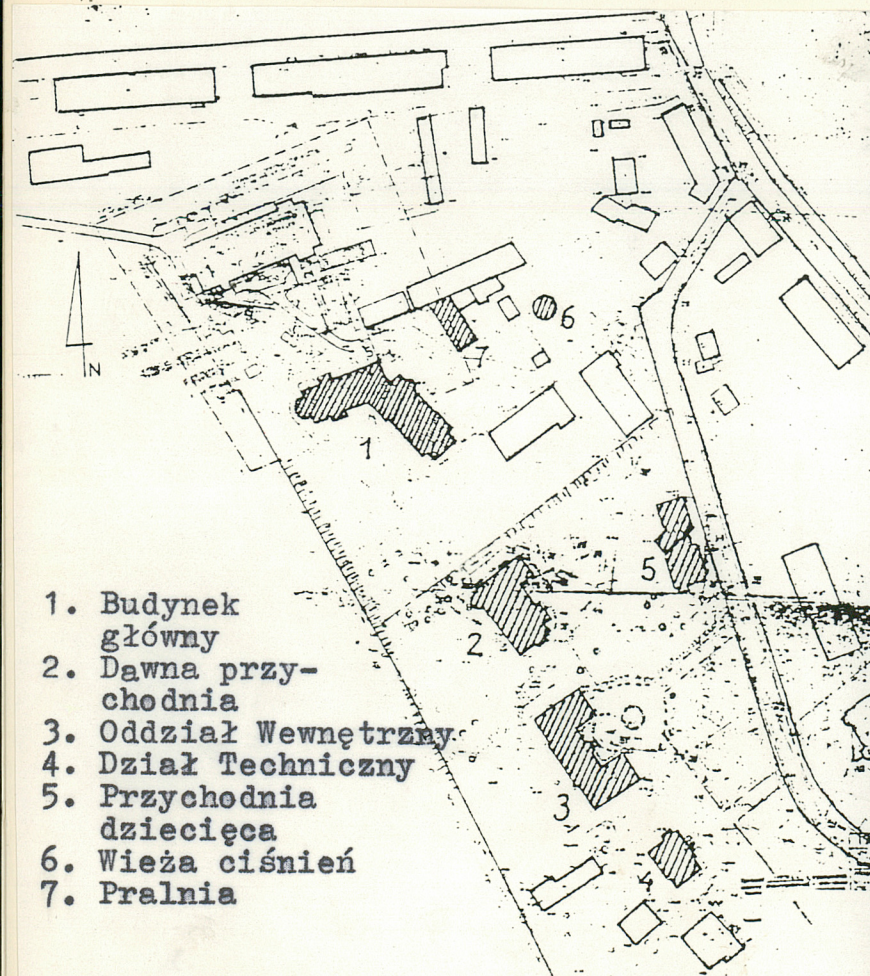 6
7
N
1
5
2
3
4
1. Budynek
główny
2. Dawna przy-
chodnia
3. Oddział Wewnętrzny
4. Dział Techniczny
5. Przychodnia
dziecięca
6. Wieża ciśnień
7. Pralnia